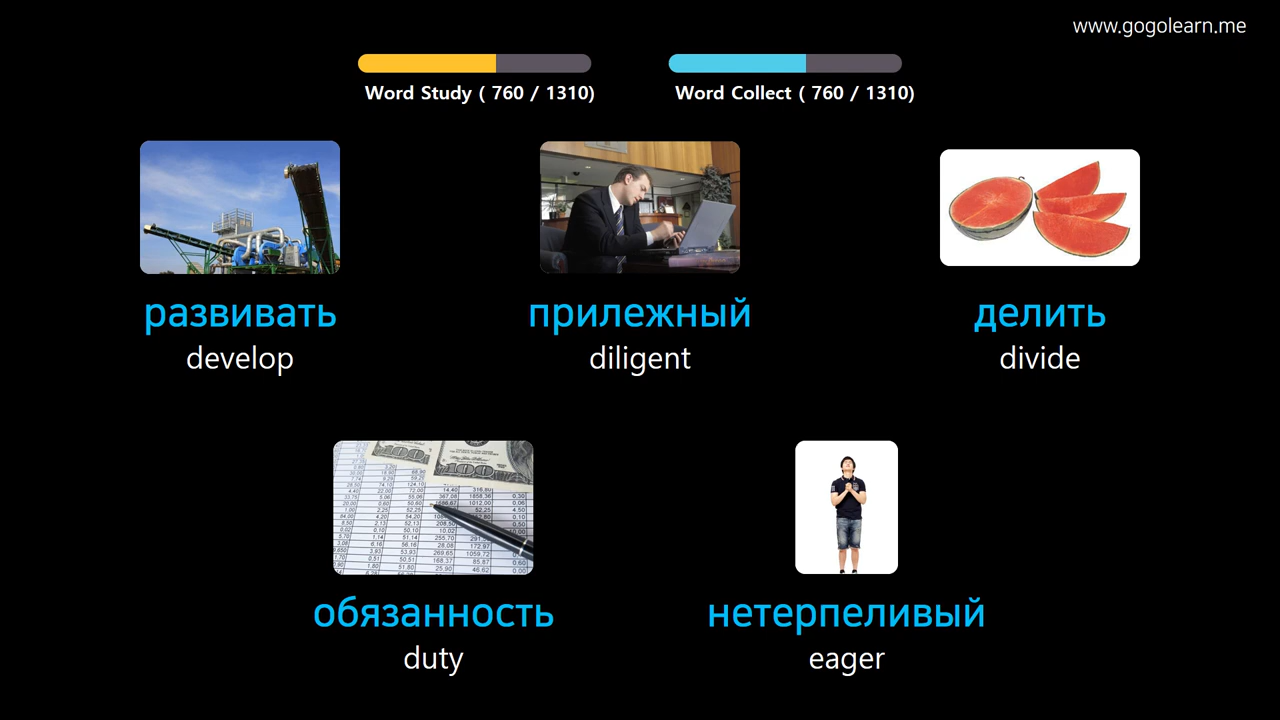 www.gogolearn.me
Word Study ( 760 / 1310)
Word Collect ( 760 / 1310)
развивать
develop
прилежный
diligent
делить
divide
обязанность
duty
нетерпеливый
eager